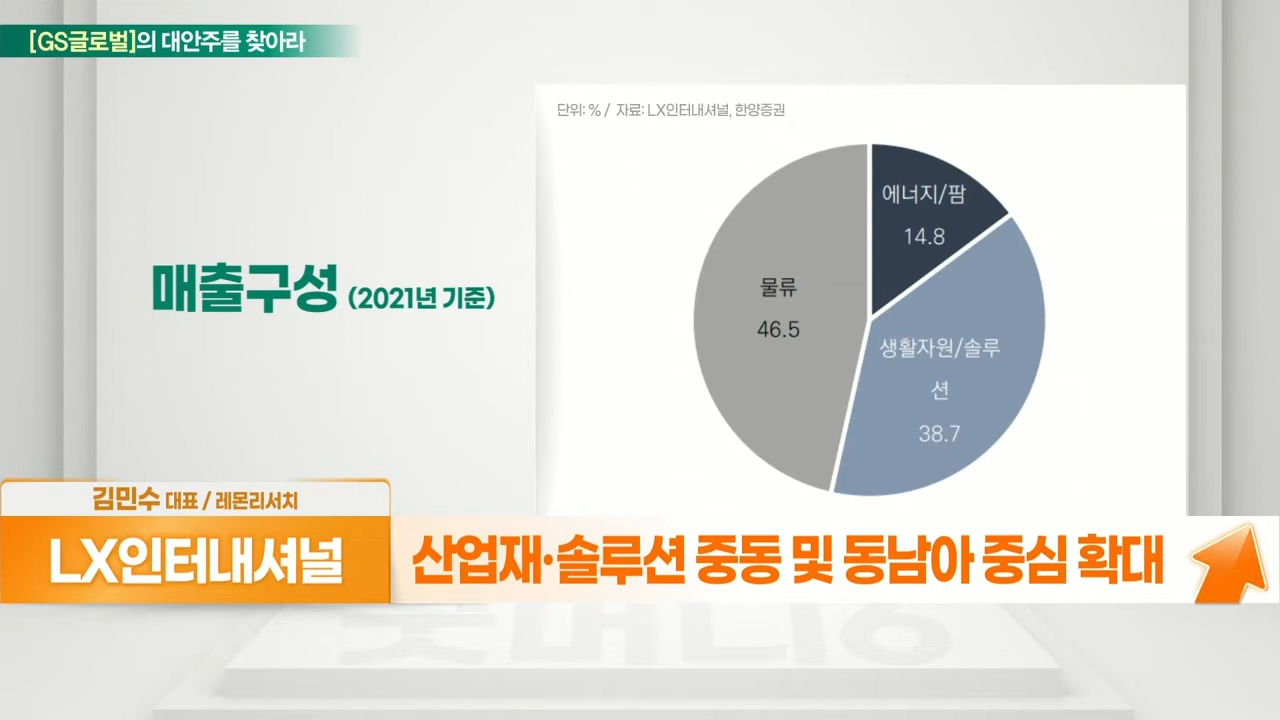 [GS글로벌]의 대안주를 찾아라
단위: % / 자료: LX인터내셔널, 한양증권
매출구성 (2021년 기준)
에너지/팜
14.8
물류
46.5
생활자원/솔루
션
38.7
김민수 대표 / 레몬리서치
LX인터내셔널
산업재·솔루션 중동 및 동남아 중심 확대